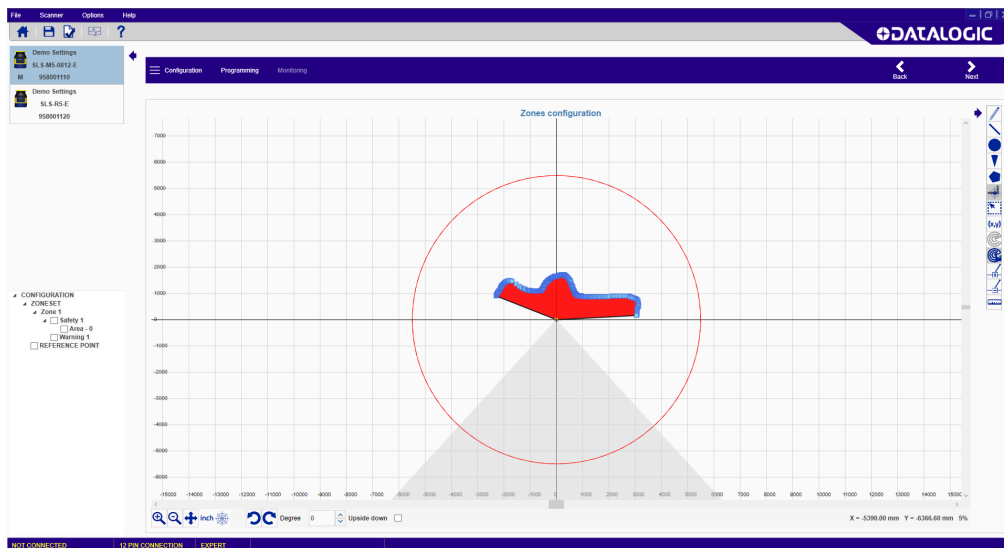 File Scanner Options Help
DATALOGIC
Demo Settings
SLS-M5-0812-E
M 958001110
Demo Settings
SLS-R5-E
958001120
Configuration Programming Monitoring
Back Next
Zones configuration
7000
6000
5000
4000
3000
2000
1000
-0
-1000
-2000
-3000
-4000
-5000
-6000
-15000 -14000 -13000 -12000 -11000 -10000 -9000 -8000 -7000 -6000 -5000 -4000 -3000 -2000 -1000 0 1000 2000 3000 4000 5000 6000 7000 8000 9000 10000 11000 12000 13000 14000 15000
(x,y)
CONFIGURATION
ZONESET
Zone 1
Safety 1
Area - 0
Warning 1
REFERENCE POINT
inch Degree 0 Upside down
X = -5390.00 mm Y = -6366.60 mm 5%
NOT CONNECTED 12 PIN CONNECTION EXPERT